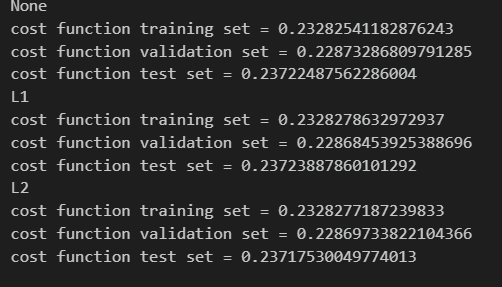 None
cost function training set = 0.23282541182876243
cost function validation set = 0.22873286809791285
cost function test set = 0.23722487562286004
L1
cost function training set = 0.2328278632972937
cost function validation set = 0.22868453925388696
cost function test set = 0.23723887860101292
L2
cost function training set = 0.2328277187239833
cost function validation set = 0.22869733822104366
cost function test set = 0.23717530049774013